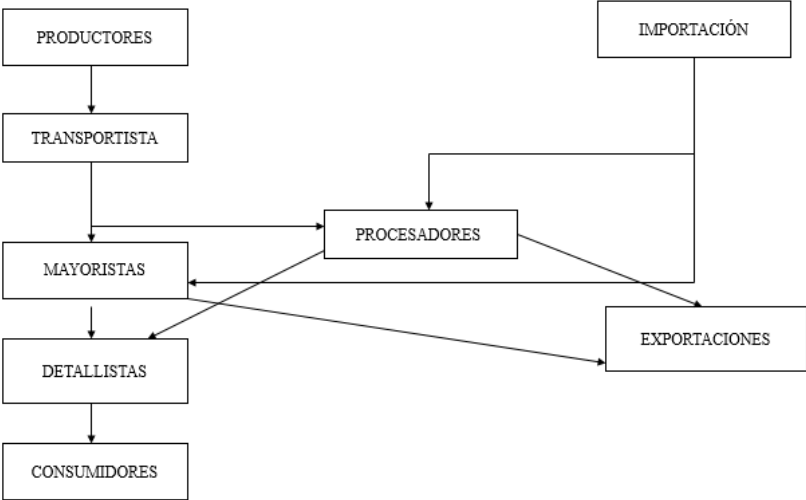 PRODUCTORES
IMPORTACIÓN
TRANSPORTISTA
PROCESADORES
MAYORISTAS
EXPORTACIONES
DETALLISTAS
CONSUMIDORES